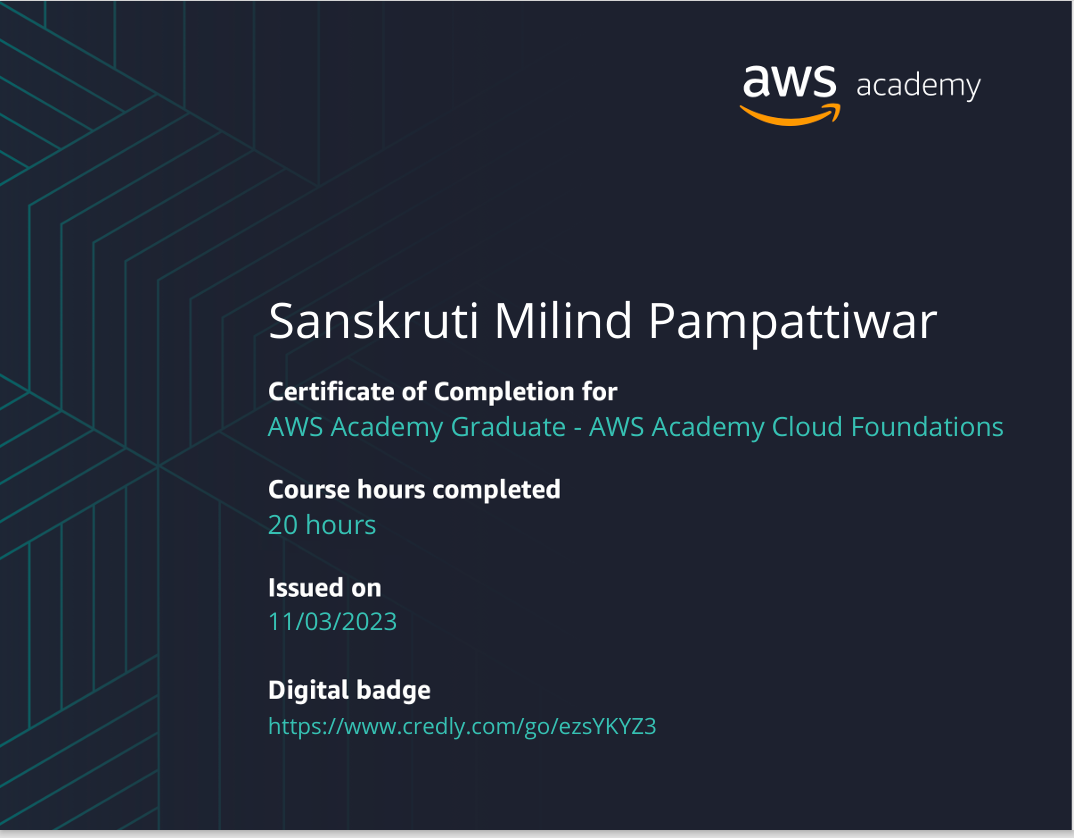 aws academy
Sanskruti Milind Pampattiwar
Certificate of Completion for
AWS Academy Graduate - AWS Academy Cloud Foundations
Course hours completed
20 hours
Issued on
11/03/2023
Digital badge
https://www.credly.com/go/ezsYKYZ3